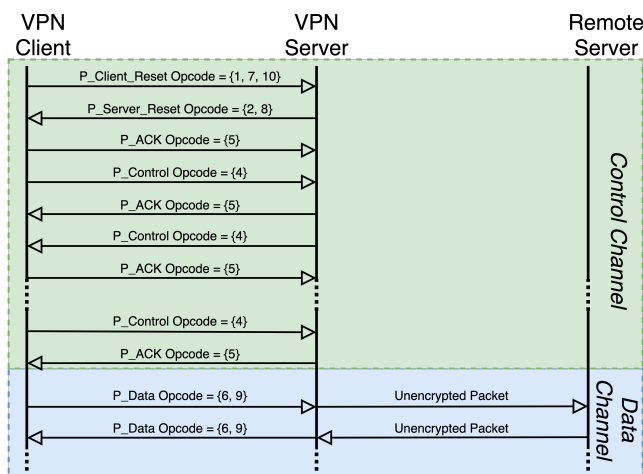 VPN
Client
VPN
Server
Remote
Server
P_Client_Reset Opcode = {1, 7, 10}
P_Server_Reset Opcode = {2, 8}
P_ACK Opcode = {5}
P_Control Opcode = {4}
P_ACK Opcode = {5}
P_Control Opcode = {4}
P_ACK Opcode = {5}
Control Channel
P_Control Opcode = {4}
P_ACK Opcode = {5}
P_Data Opcode = {6, 9}
Unencrypted Packet
P_Data Opcode = {6, 9}
Unencrypted Packet
Data
Channel